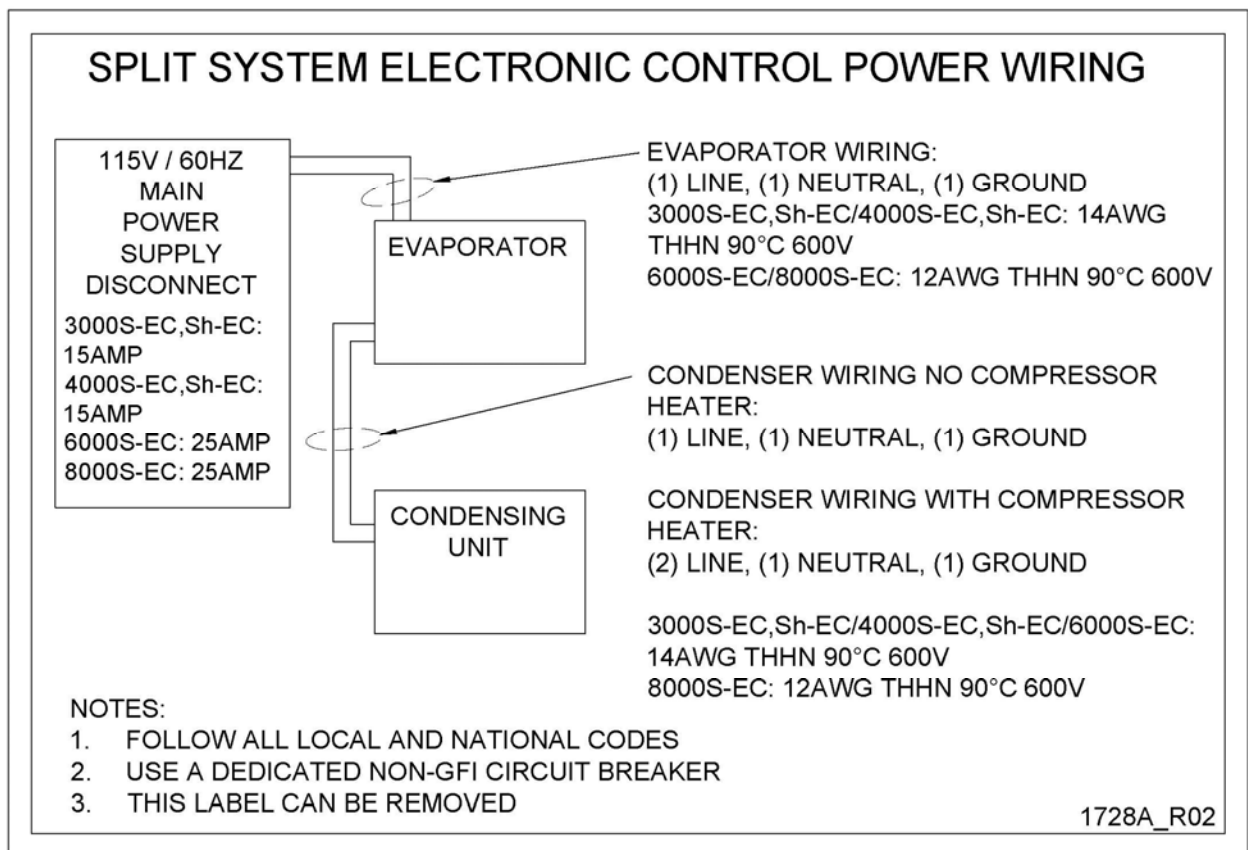 SPLIT SYSTEM ELECTRONIC CONTROL POWER WIRING
115V / 60HZ
MAIN
POWER
SUPPLY
DISCONNECT
3000S-EC,Sh-EC:
15AMP
4000S-EC,Sh-EC:
15AMP
6000S-EC: 25AMP
8000S-EC: 25AMP
EVAPORATOR
CONDENSING
UNIT
EVAPORATOR WIRING:
(1) LINE, (1) NEUTRAL, (1) GROUND
3000S-EC,Sh-EC/4000S-EC,Sh-EC: 14AWG
THHN 90°C 600V
6000S-EC/8000S-EC: 12AWG THHN 90°C 600V
CONDENSER WIRING NO COMPRESSOR
HEATER:
(1) LINE, (1) NEUTRAL, (1) GROUND
CONDENSER WIRING WITH COMPRESSOR
HEATER:
(2) LINE, (1) NEUTRAL, (1) GROUND
3000S-EC,Sh-EC/4000S-EC,Sh-EC/6000S-EC:
14AWG THHN 90°C 600V
8000S-EC: 12AWG THHN 90°C 600V
NOTES:
1. FOLLOW ALL LOCAL AND NATIONAL CODES
2. USE A DEDICATED NON-GFI CIRCUIT BREAKER
3. THIS LABEL CAN BE REMOVED
1728A_R02